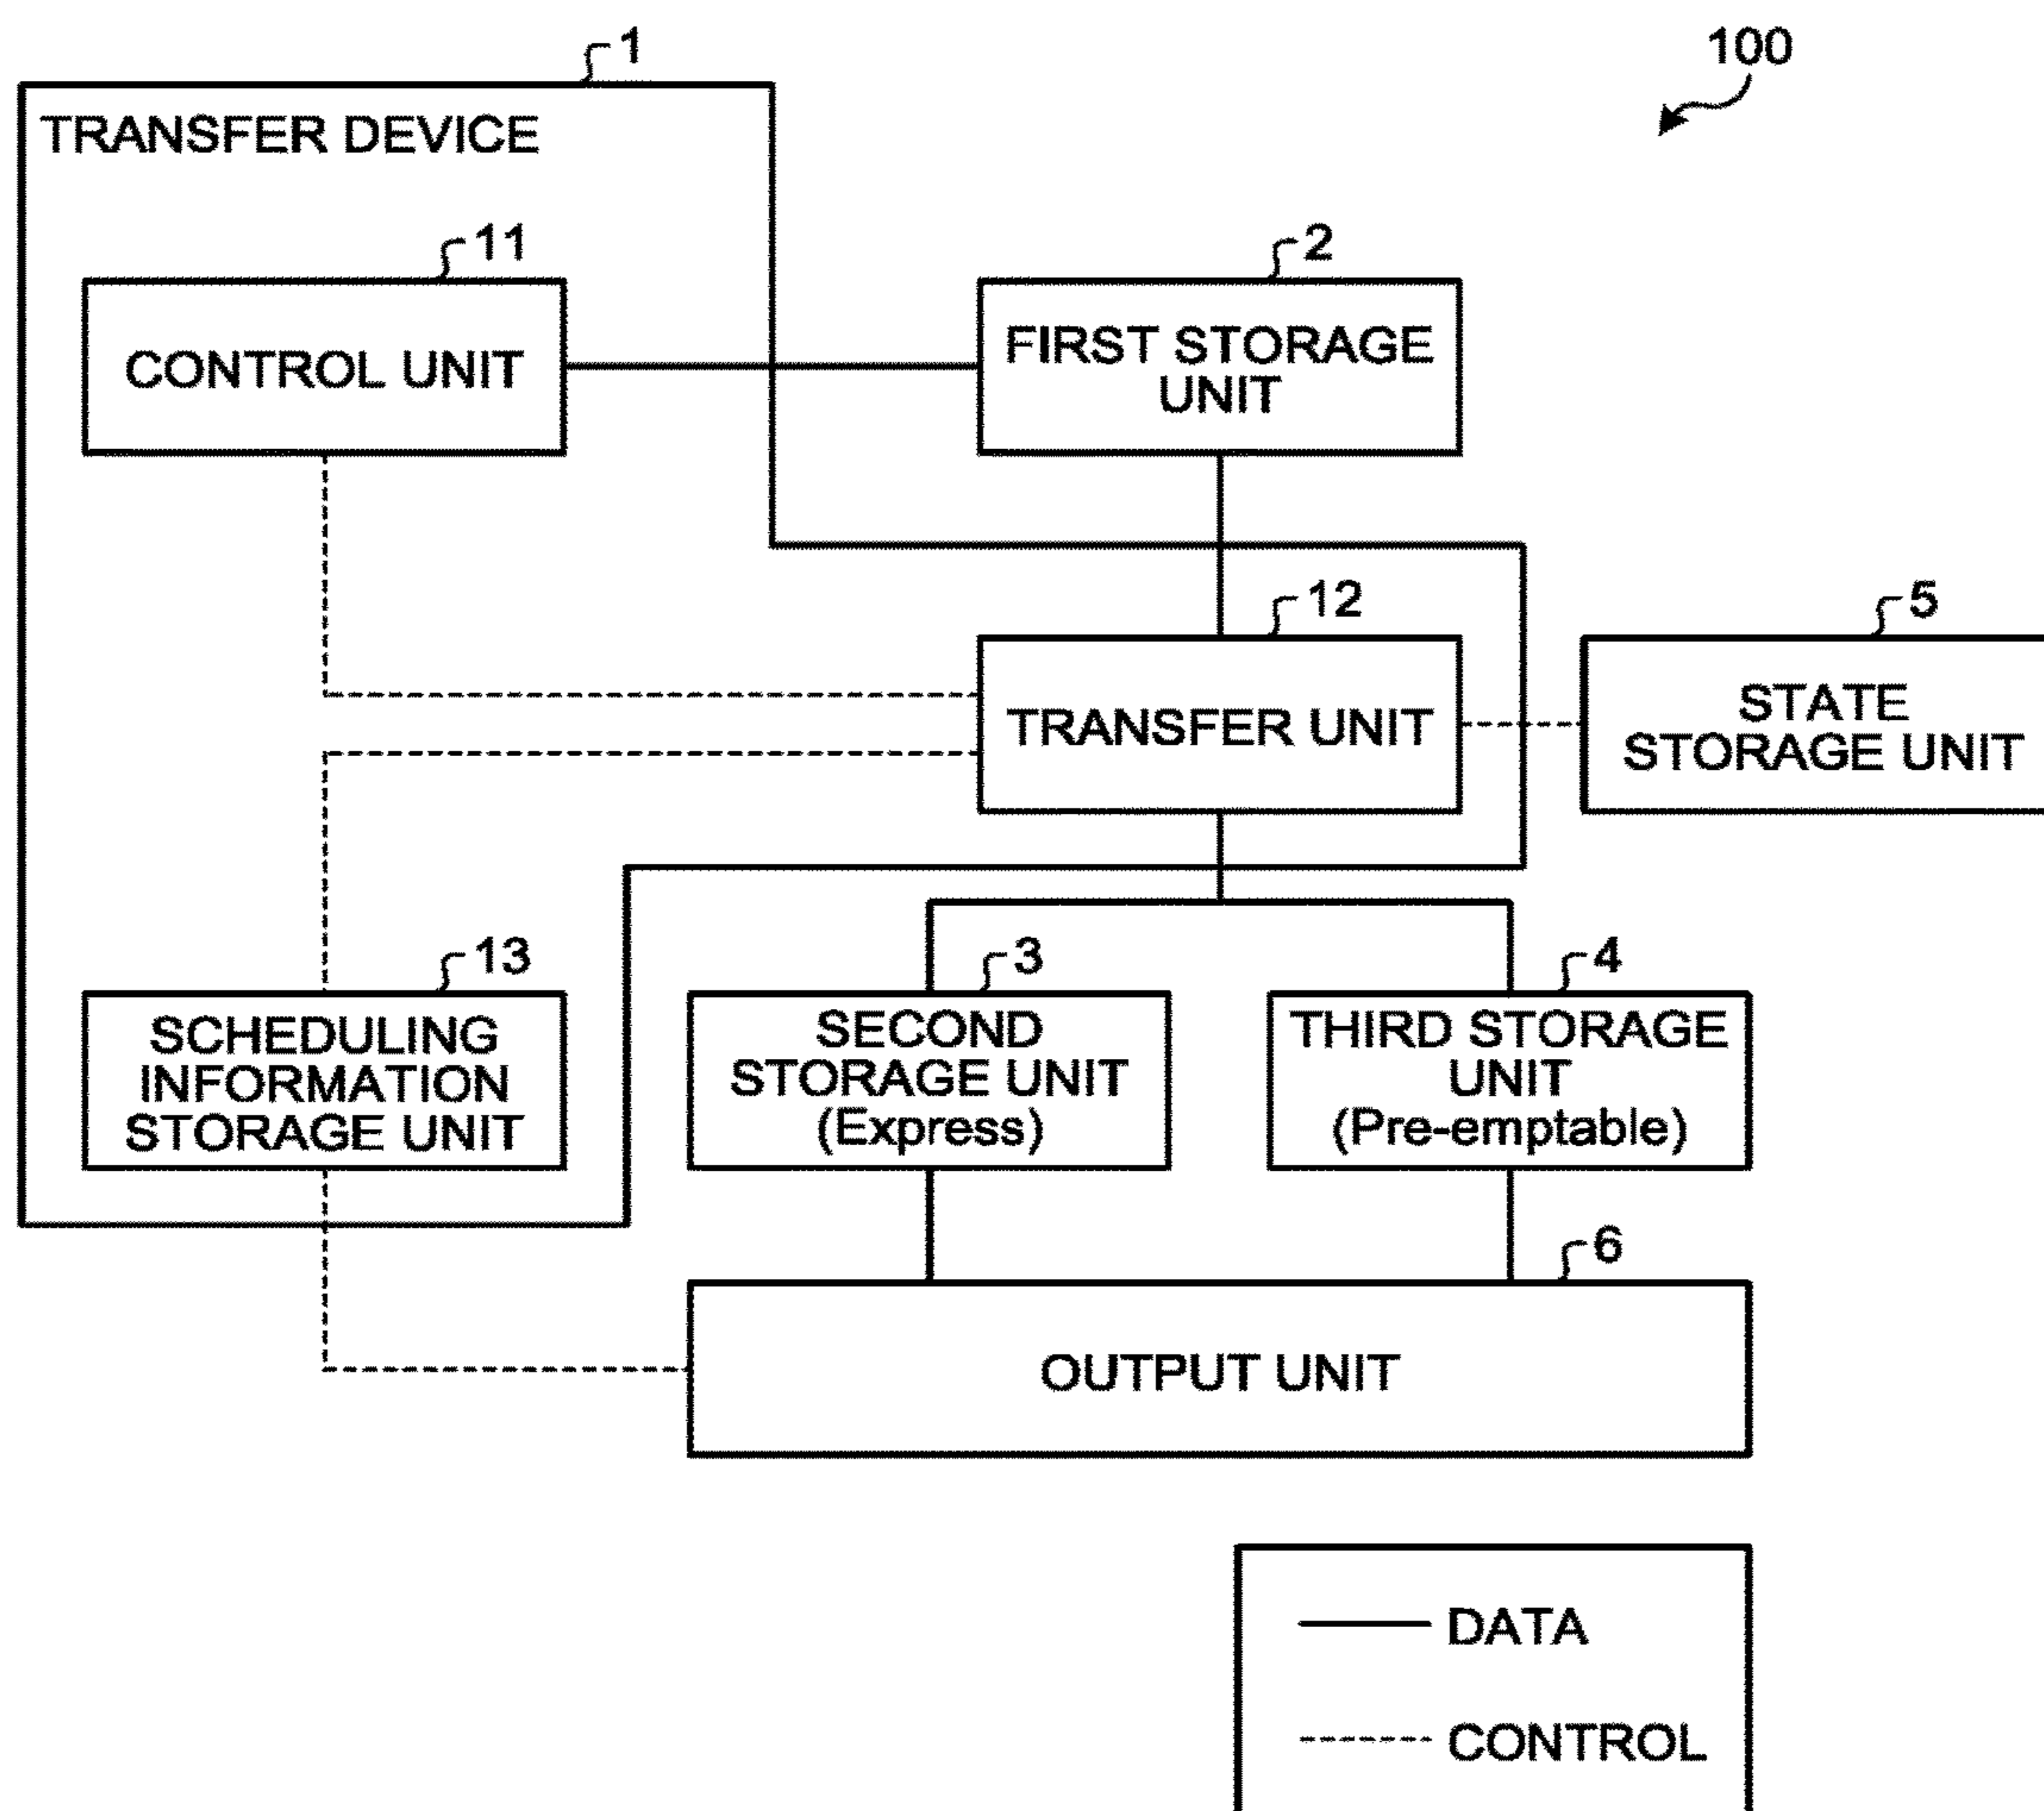 1
100
TRANSFER DEVICE
11
2
CONTROL UNIT
FIRST STORAGE
UNIT
12
5
TRANSFER UNIT
STATE
STORAGE UNIT
13
3
4
SCHEDULING
INFORMATION
STORAGE UNIT
SECOND
STORAGE UNIT
(Express)
THIRD STORAGE
UNIT
(Pre-emptable)
6
OUTPUT UNIT
DATA
CONTROL